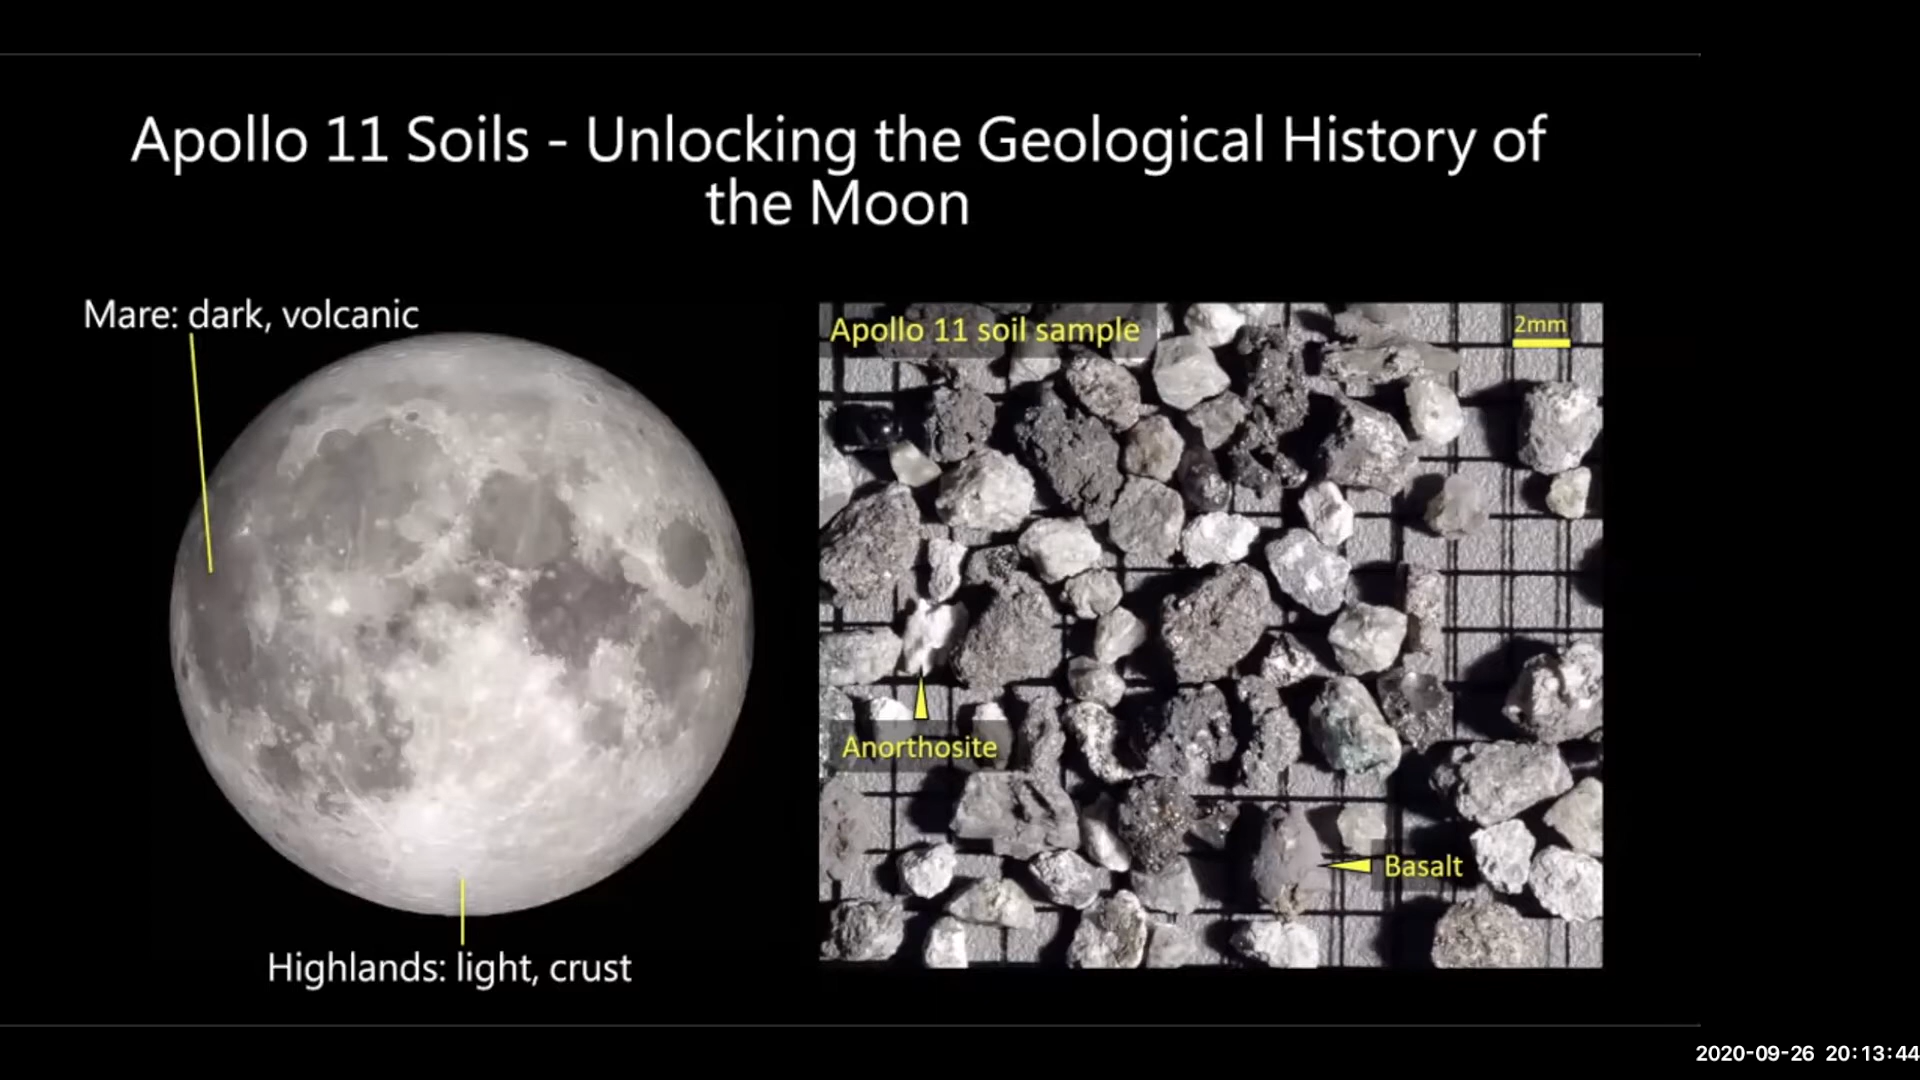 Apollo 11 Soils - Unlocking the Geological History of
the Moon
Mare: dark, volcanic
Highlands: light, crust
Apollo 11 soil sample
2mm
Anorthosite
Basalt
2020-09-26 20:13:44